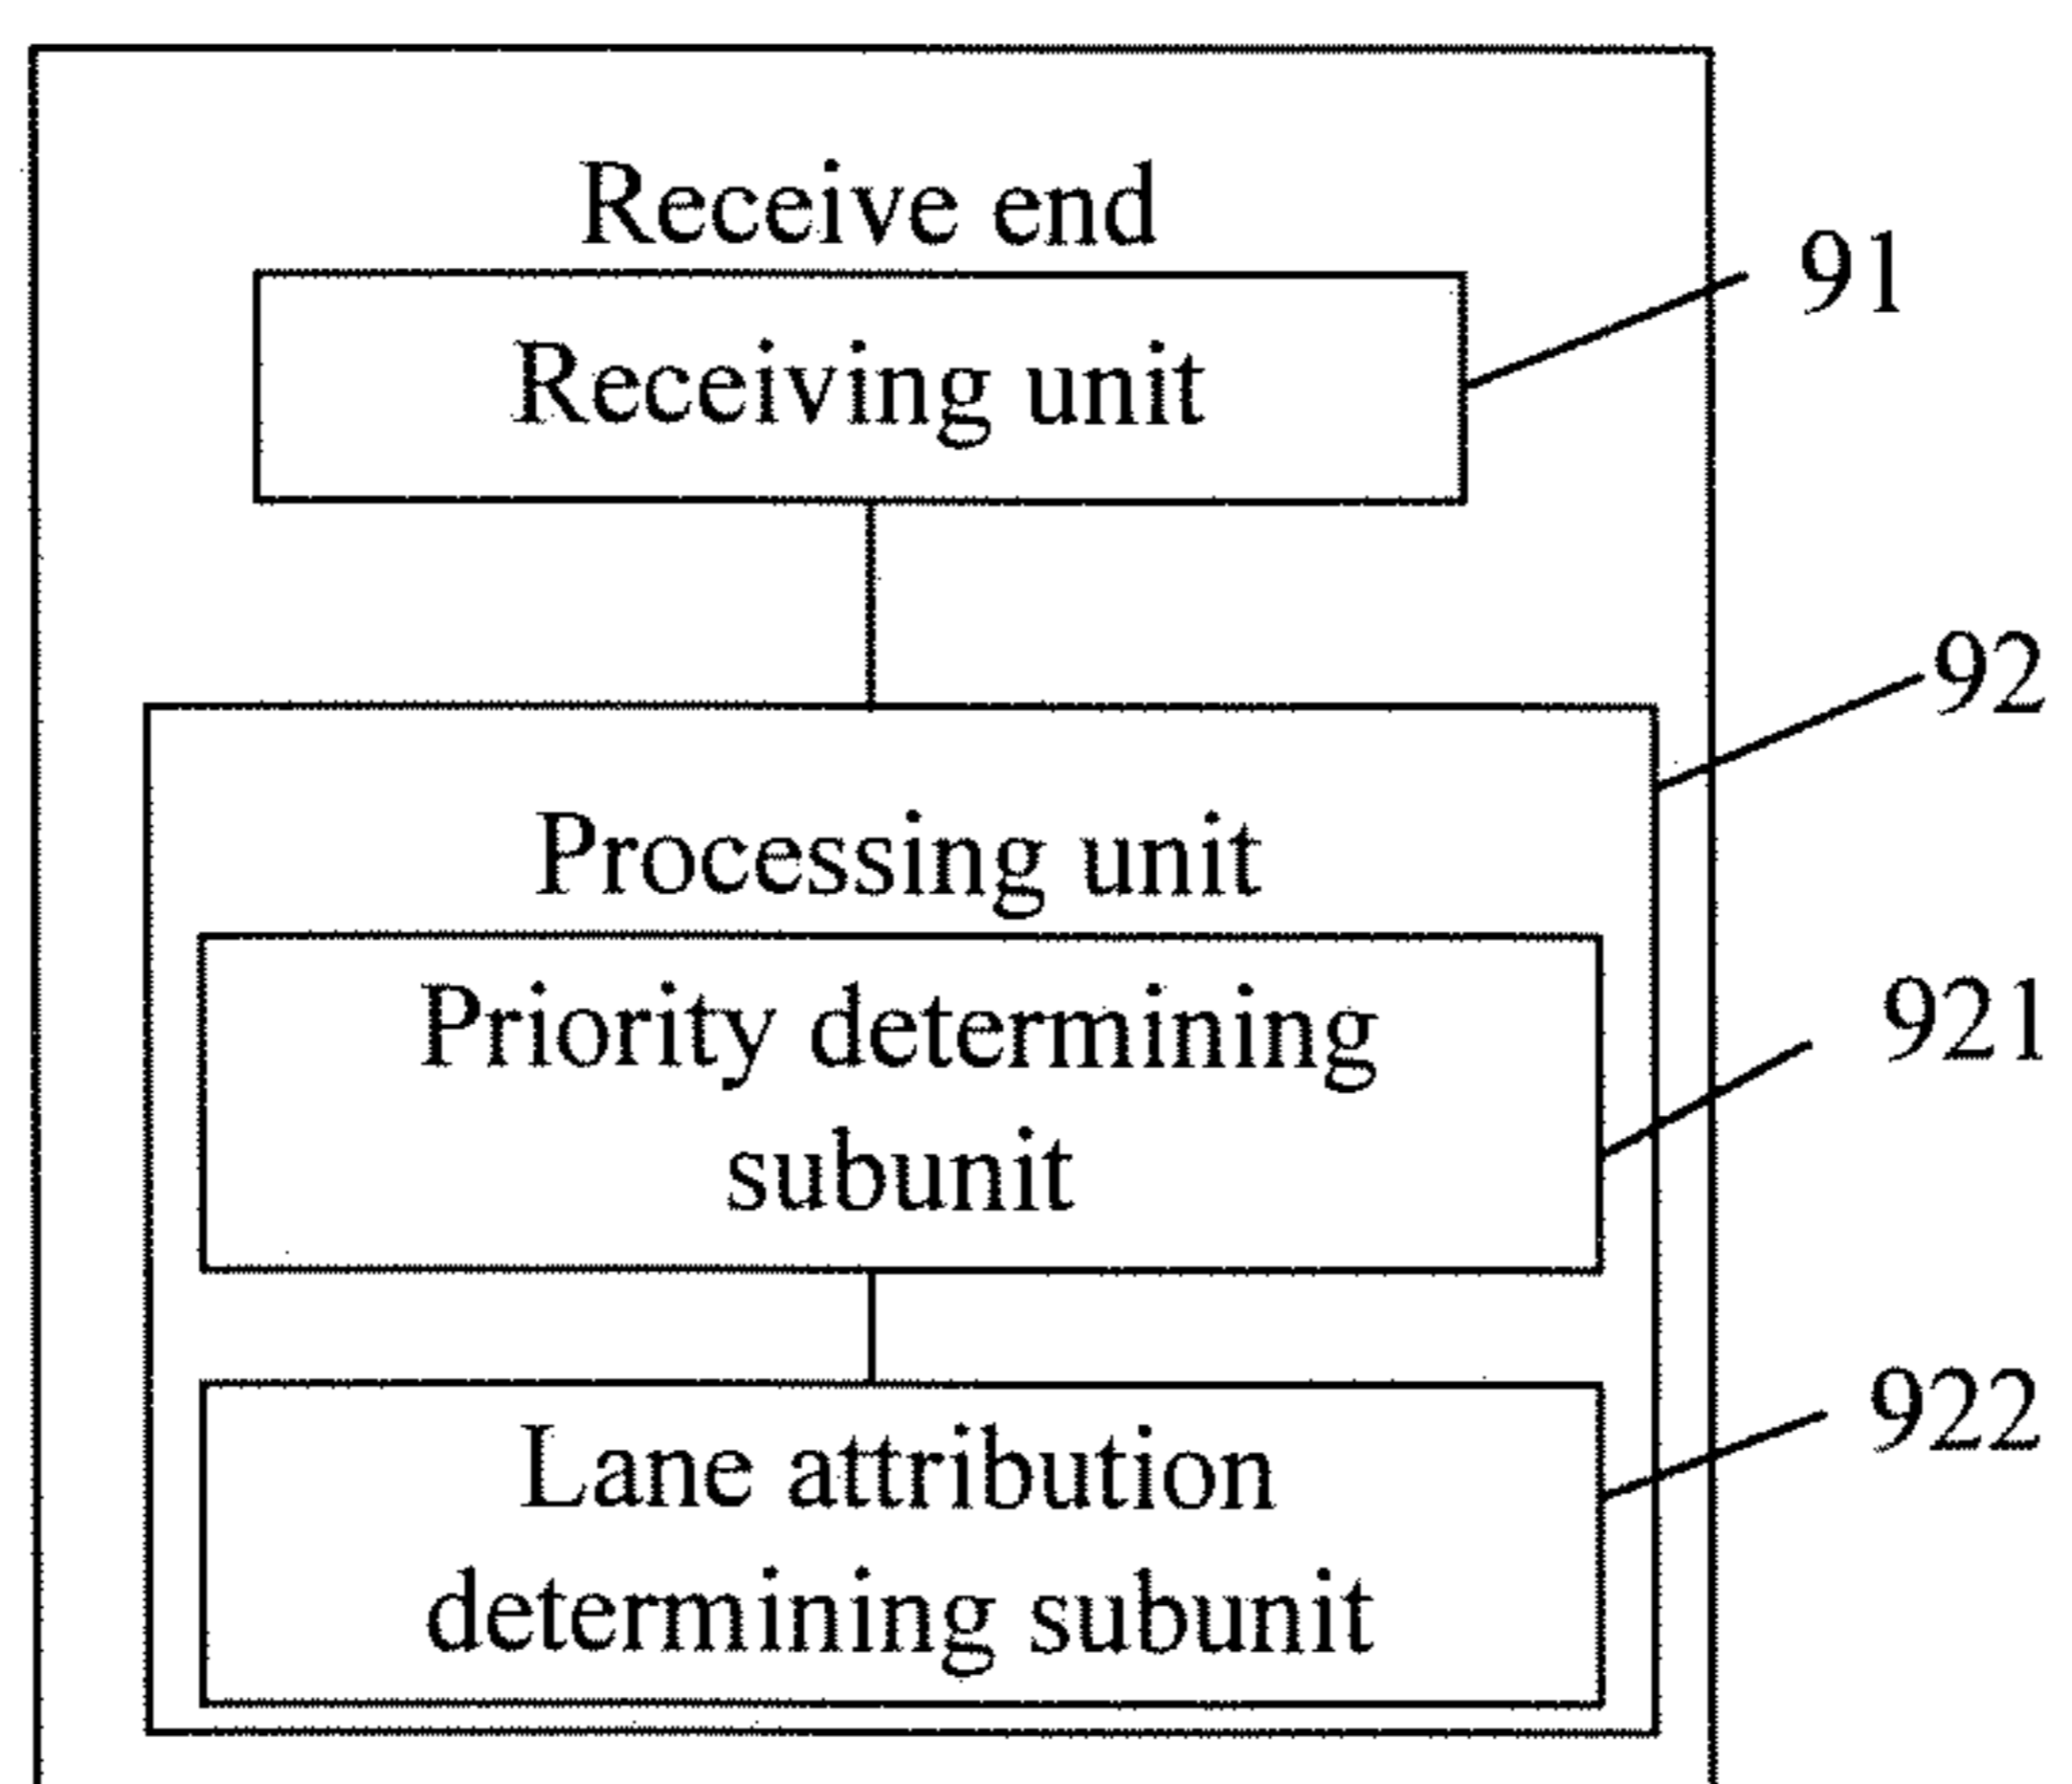 Receive end
Receiving unit
91
92
Processing unit
Priority determining
subunit
921
Lane attribution
determining subunit
922